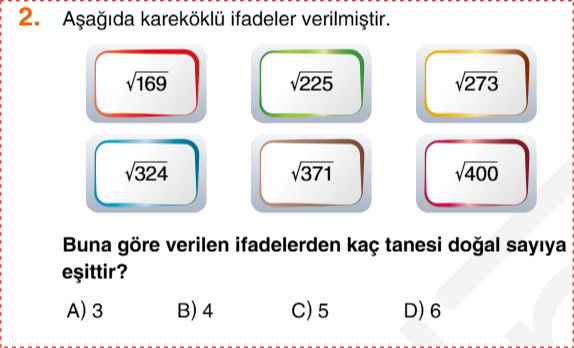 2. Aşağıda kareköklü ifadeler verilmiştir.
√169 √225 √273
√324 √371 √400
Buna göre verilen ifadelerden kaç tanesi doğal sayıya
eşittir?
A) 3 B) 4 C) 5 D) 6